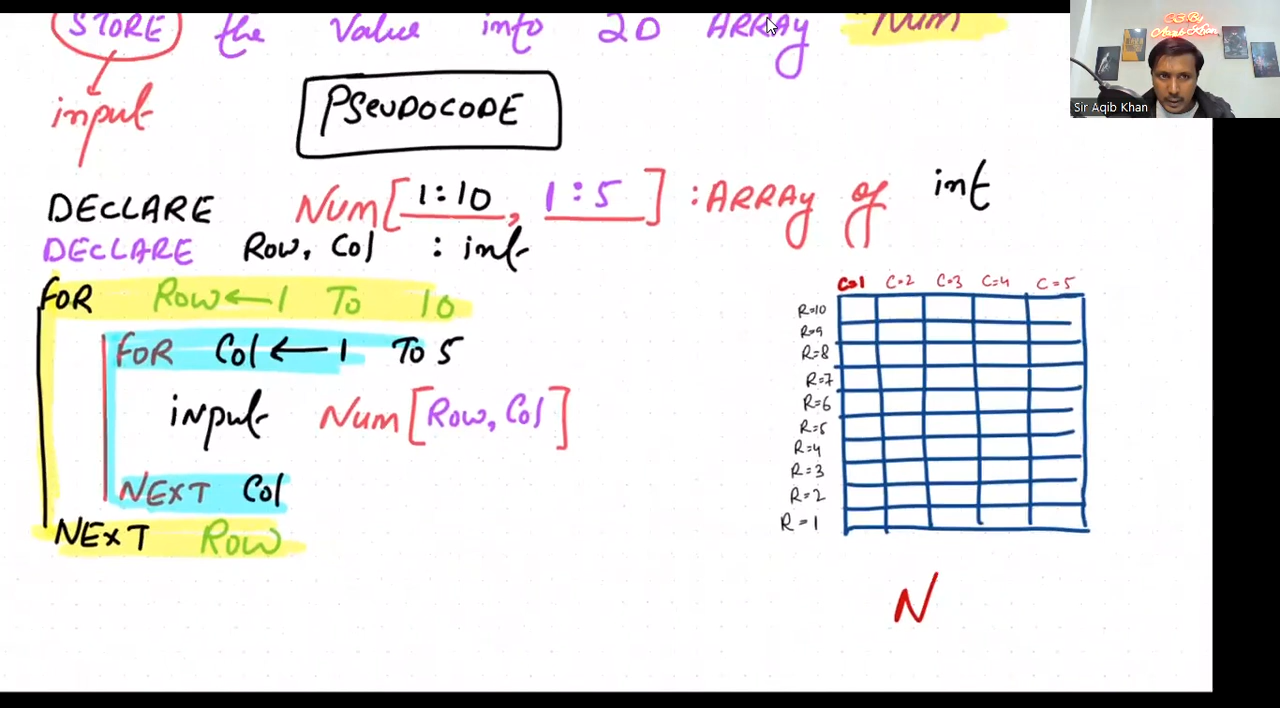 STORE the Value into 2D ARRAY "Num"
input
PSEUDOCODE
DECLARE Num[1:10, 1:5] : ARRAY of int
DECLARE Row, Col : int
FOR Row ← 1 To 10
FOR Col ← 1 To 5
input Num[Row, Col]
NEXT Col
NEXT Row
C=1 C=2 C=3 C=4 C=5
R=10
R=9
R=8
R=7
R=6
R=5
R=4
R=3
R=2
R=1
N
Aqib Khan
Sir Aqib Khan